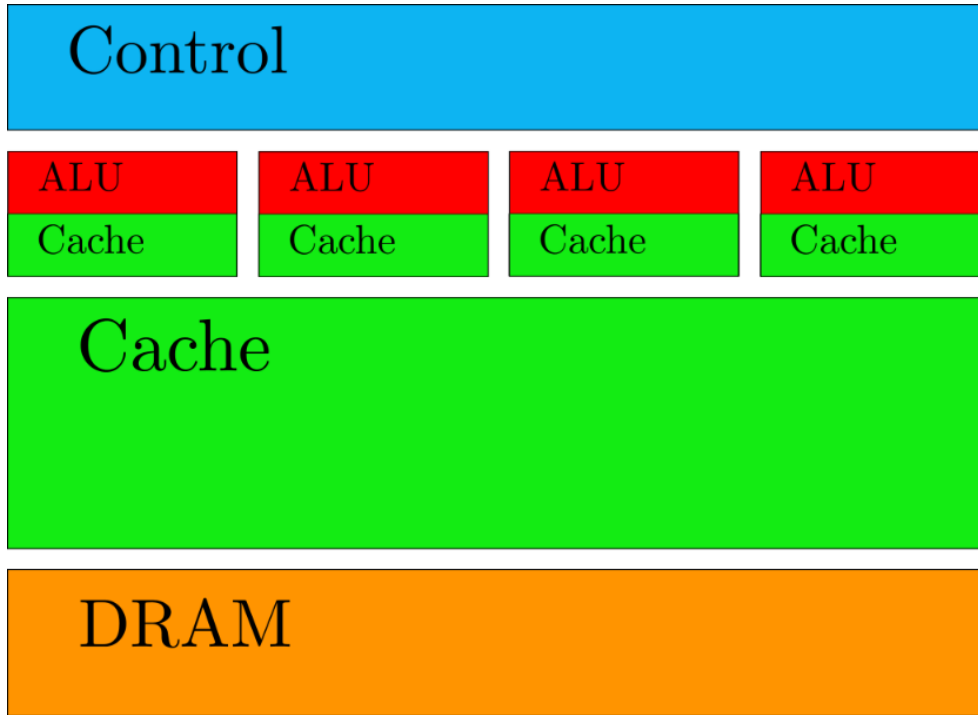 Control
ALU ALU ALU ALU
Cache Cache Cache Cache
Cache
DRAM